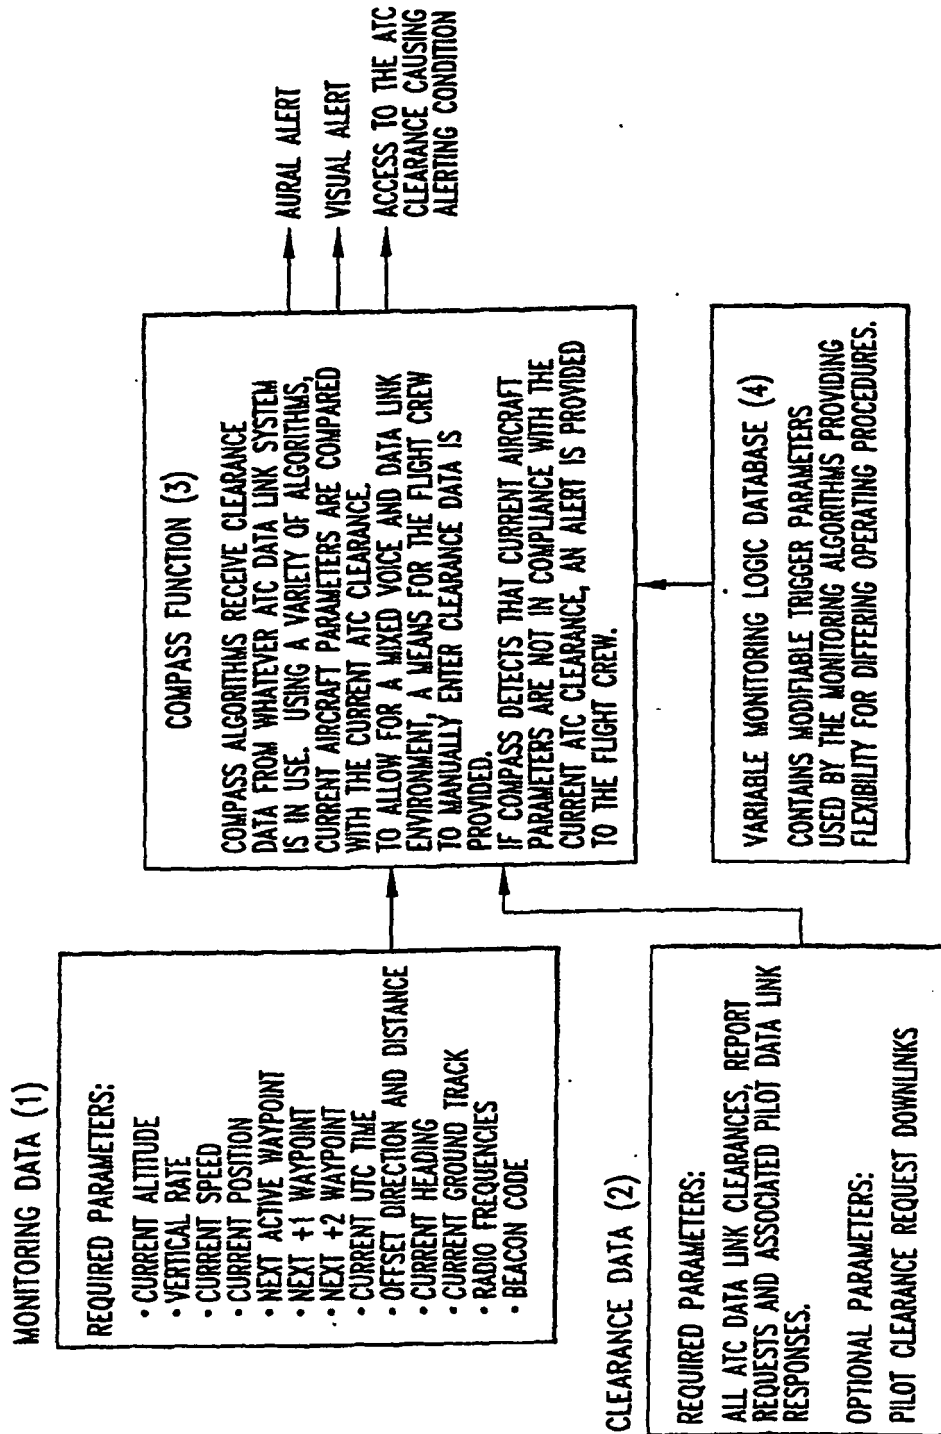 MONITORING DATA (1)
REQUIRED PARAMETERS:
• CURRENT ALTITUDE
• VERTICAL RATE
• CURRENT SPEED
• CURRENT POSITION
• NEXT ACTIVE WAYPOINT
• NEXT +1 WAYPOINT
• NEXT +2 WAYPOINT
• CURRENT UTC TIME
• OFFSET DIRECTION AND DISTANCE
• CURRENT HEADING
• CURRENT GROUND TRACK
• RADIO FREQUENCIES
• BEACON CODE
CLEARANCE DATA (2)
REQUIRED PARAMETERS:
ALL ATC DATA LINK CLEARANCES, REPORT
REQUESTS AND ASSOCIATED PILOT DATA LINK
RESPONSES.
OPTIONAL PARAMETERS:
PILOT CLEARANCE REQUEST DOWNLINKS
COMPASS FUNCTION (3)
COMPASS ALGORITHMS RECEIVE CLEARANCE
DATA FROM WHATEVER ATC DATA LINK SYSTEM
IS IN USE. USING A VARIETY OF ALGORITHMS,
CURRENT AIRCRAFT PARAMETERS ARE COMPARED
WITH THE CURRENT ATC CLEARANCE.
TO ALLOW FOR A MIXED VOICE AND DATA LINK
ENVIRONMENT, A MEANS FOR THE FLIGHT CREW
TO MANUALLY ENTER CLEARANCE DATA IS
PROVIDED.
IF COMPASS DETECTS THAT CURRENT AIRCRAFT
PARAMETERS ARE NOT IN COMPLIANCE WITH THE
CURRENT ATC CLEARANCE, AN ALERT IS PROVIDED
TO THE FLIGHT CREW.
VARIABLE MONITORING LOGIC DATABASE (4)
CONTAINS MODIFIABLE TRIGGER PARAMETERS
USED BY THE MONITORING ALGORITHMS PROVIDING
FLEXIBILITY FOR DIFFERING OPERATING PROCEDURES.
AURAL ALERT
VISUAL ALERT
ACCESS TO THE ATC
CLEARANCE CAUSING
ALERTING CONDITION